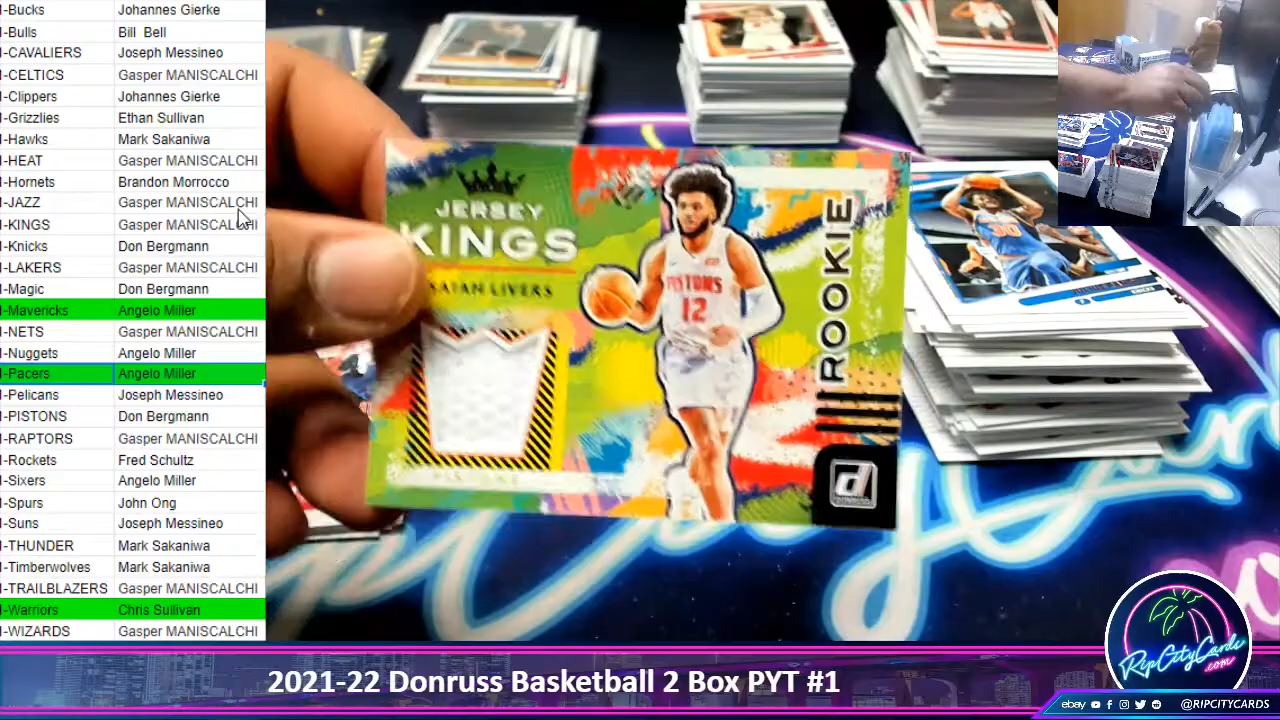 -Bucks Johannes Gierke
-Bulls Bill Bell
-CAVALIERS Joseph Messineo
-CELTICS Gasper MANISCALCHI
-Clippers Johannes Gierke
-Grizzlies Ethan Sullivan
-Hawks Mark Sakaniwa
-HEAT Gasper MANISCALCHI
-Hornets Brandon Morrocco
-JAZZ Gasper MANISCALCHI
-KINGS Gasper MANISCALCHI
-Knicks Don Bergmann
-LAKERS Gasper MANISCALCHI
-Magic Don Bergmann
-Mavericks Angelo Miller
-NETS Gasper MANISCALCHI
-Nuggets Angelo Miller
-Pacers Angelo Miller
-Pelicans Joseph Messineo
-PISTONS Don Bergmann
-RAPTORS Gasper MANISCALCHI
-Rockets Fred Schultz
-Sixers Angelo Miller
-Spurs John Ong
-Suns Joseph Messineo
-THUNDER Mark Sakaniwa
-Timberwolves Mark Sakaniwa
-TRAILBLAZERS Gasper MANISCALCHI
-Warriors Chris Sullivan
-WIZARDS Gasper MANISCALCHI
JERSEY
KINGS
LIVERS
PISTONS
12
ROOKIE
30
RipCityCards
.com
2021-22 Donruss Basketball 2 Box PYT #1
ebay @RIPCITYCARDS